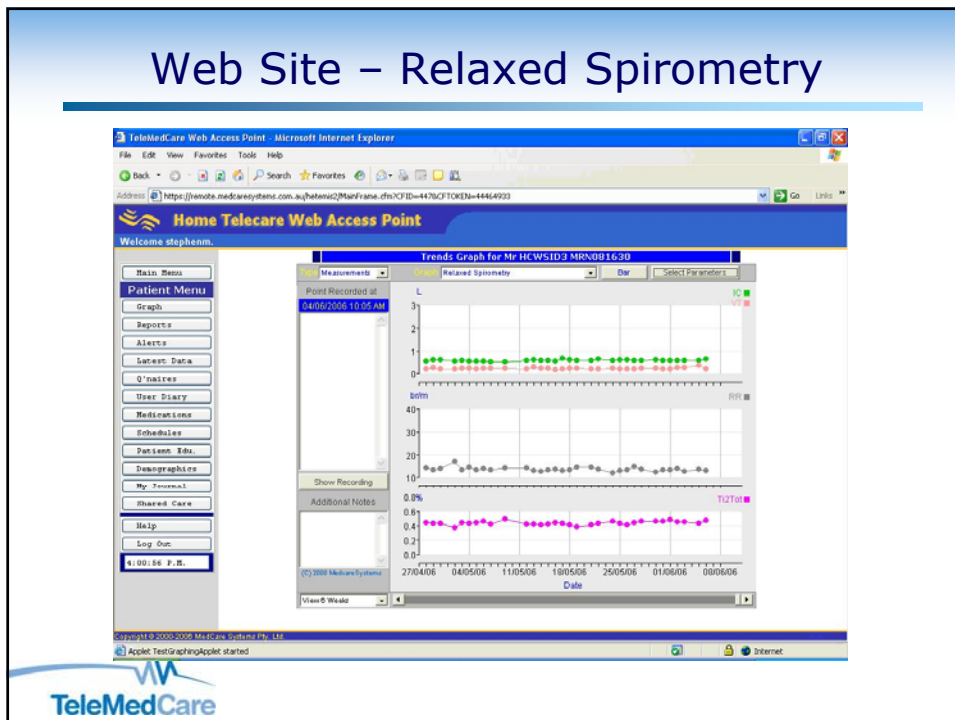 Web Site – Relaxed Spirometry
TeleMedCare Web Access Point - Microsoft Internet Explorer
File Edit View Favorites Tools Help
Back Search Favorites
Address https://remote.medcaresystems.com.au/hetemis2/MainFrame.cfm?CFID=447&CFTOKEN=44464933 Go Links »
Home Telecare Web Access Point
Welcome stephenm.
Trends Graph for Mr HCWSID3 MRN081630
Type Measurements Graph Relaxed Spirometry Bar Select Parameters
Main Menu
Patient Menu
Graph
Reports
Alerts
Latest Data
Q'naires
User Diary
Medications
Schedules
Patient Edu.
Demographics
My Journal
Shared Care
Help
Log Out
4:00:56 P.M.
Point Recorded at
04/06/2006 10:05 AM
Show Recording
Additional Notes
(C) 2000 MedcareSystems
View 6 Weeks
L
IC
VT
3
2
1
0
br/m
RR
40
30
20
10
0.8%
Ti2Tot
0.6
0.4
0.2
0.0
27/04/06 04/05/06 11/05/06 18/05/06 25/05/06 01/06/06 08/06/06
Date
Copyright © 2000-2006 MedCare Systems Pty. Ltd.
Applet TestGraphingApplet started Internet
TeleMedCare